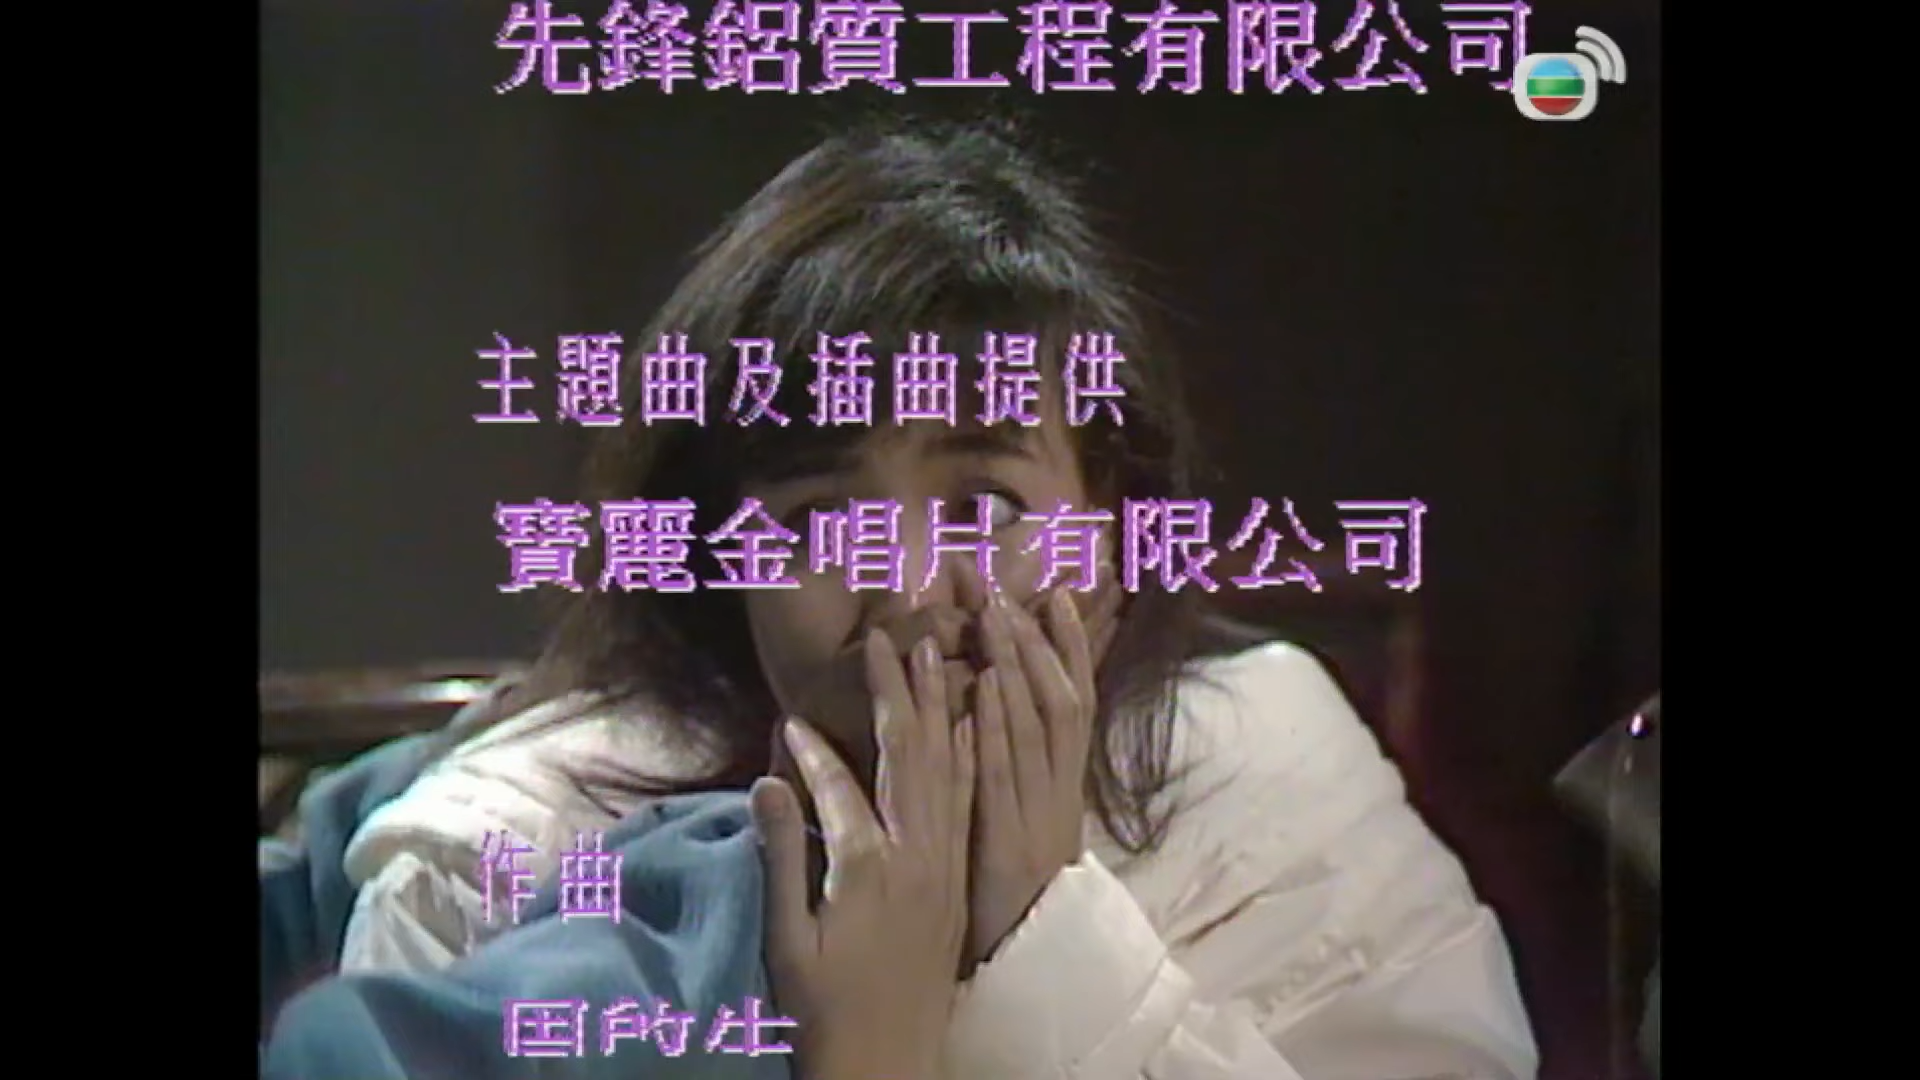 先鋒鋁質工程有限公司
主題曲及插曲提供
寶麗金唱片有限公司
作曲